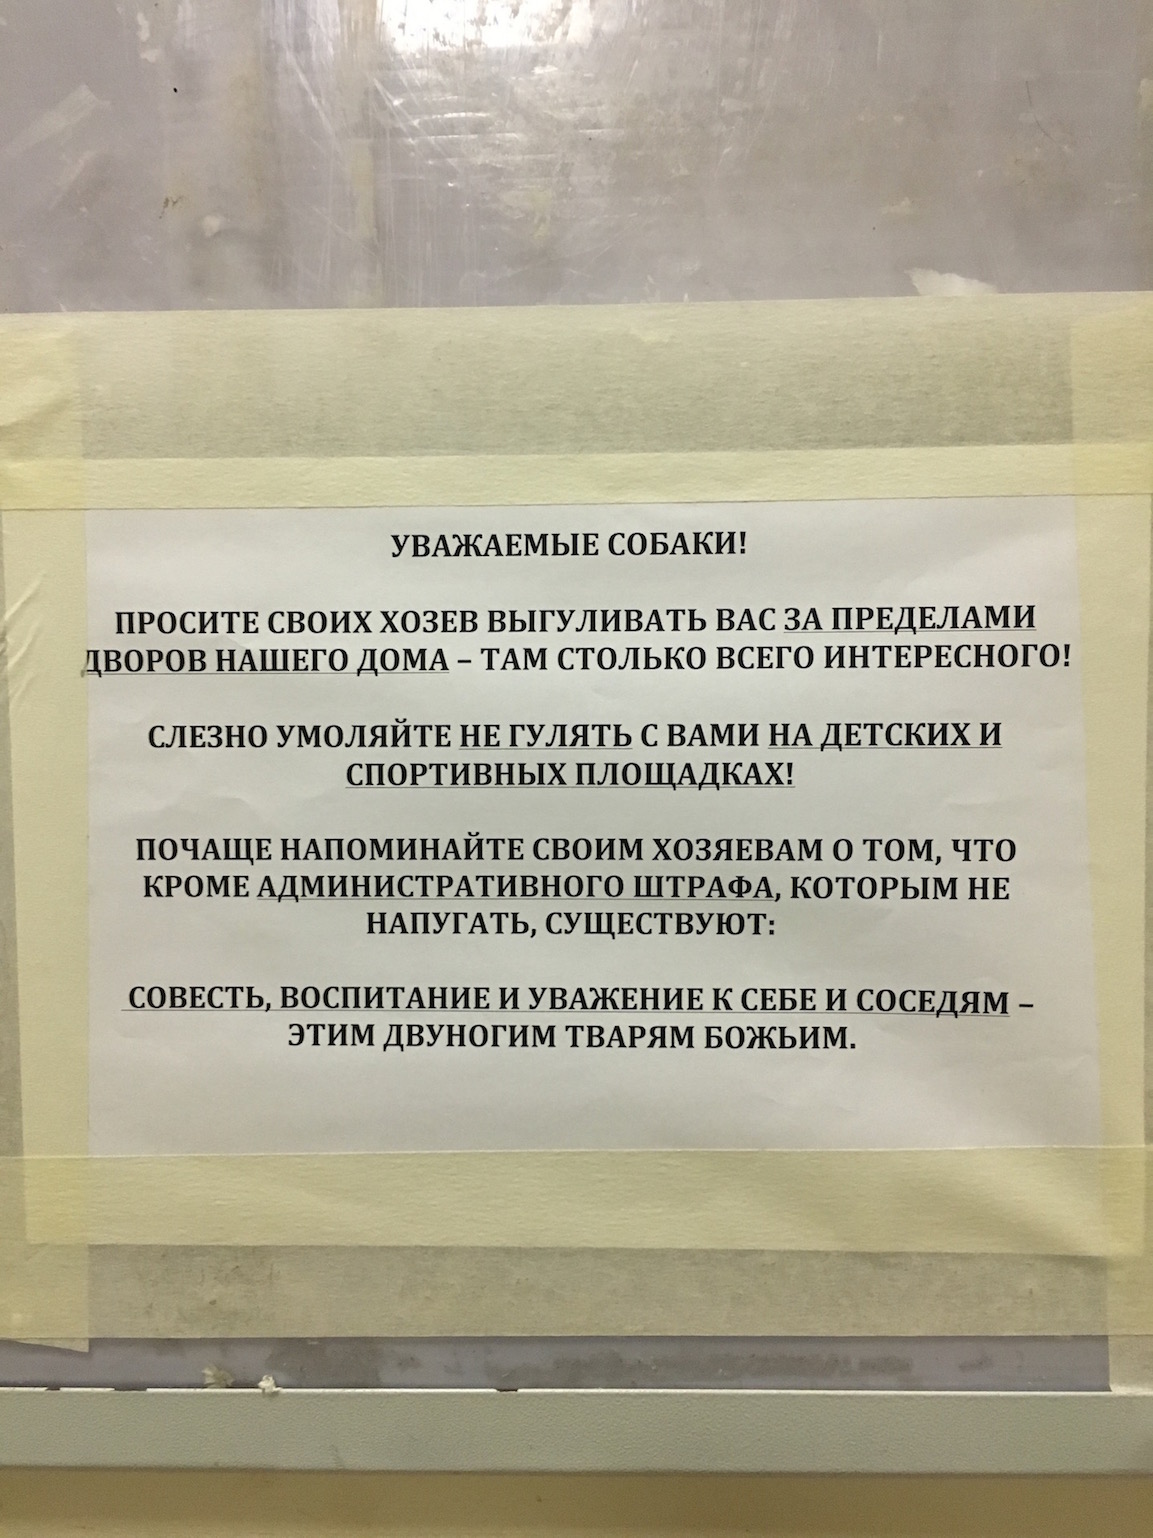 УВАЖАЕМЫЕ СОБАКИ!
ПРОСИТЕ СВОИХ ХОЗЕВ ВЫГУЛИВАТЬ ВАС ЗА ПРЕДЕЛАМИ
ДВОРОВ НАШЕГО ДОМА – ТАМ СТОЛЬКО ВСЕГО ИНТЕРЕСНОГО!
СЛЕЗНО УМОЛЯЙТЕ НЕ ГУЛЯТЬ С ВАМИ НА ДЕТСКИХ И
СПОРТИВНЫХ ПЛОЩАДКАХ!
ПОЧАЩЕ НАПОМИНАЙТЕ СВОИМ ХОЗЯЕВАМ О ТОМ, ЧТО
КРОМЕ АДМИНИСТРАТИВНОГО ШТРАФА, КОТОРЫМ НЕ
НАПУГАТЬ, СУЩЕСТВУЮТ:
СОВЕСТЬ, ВОСПИТАНИЕ И УВАЖЕНИЕ К СЕБЕ И СОСЕДЯМ –
ЭТИМ ДВУНОГИМ ТВАРЯМ БОЖЬИМ.